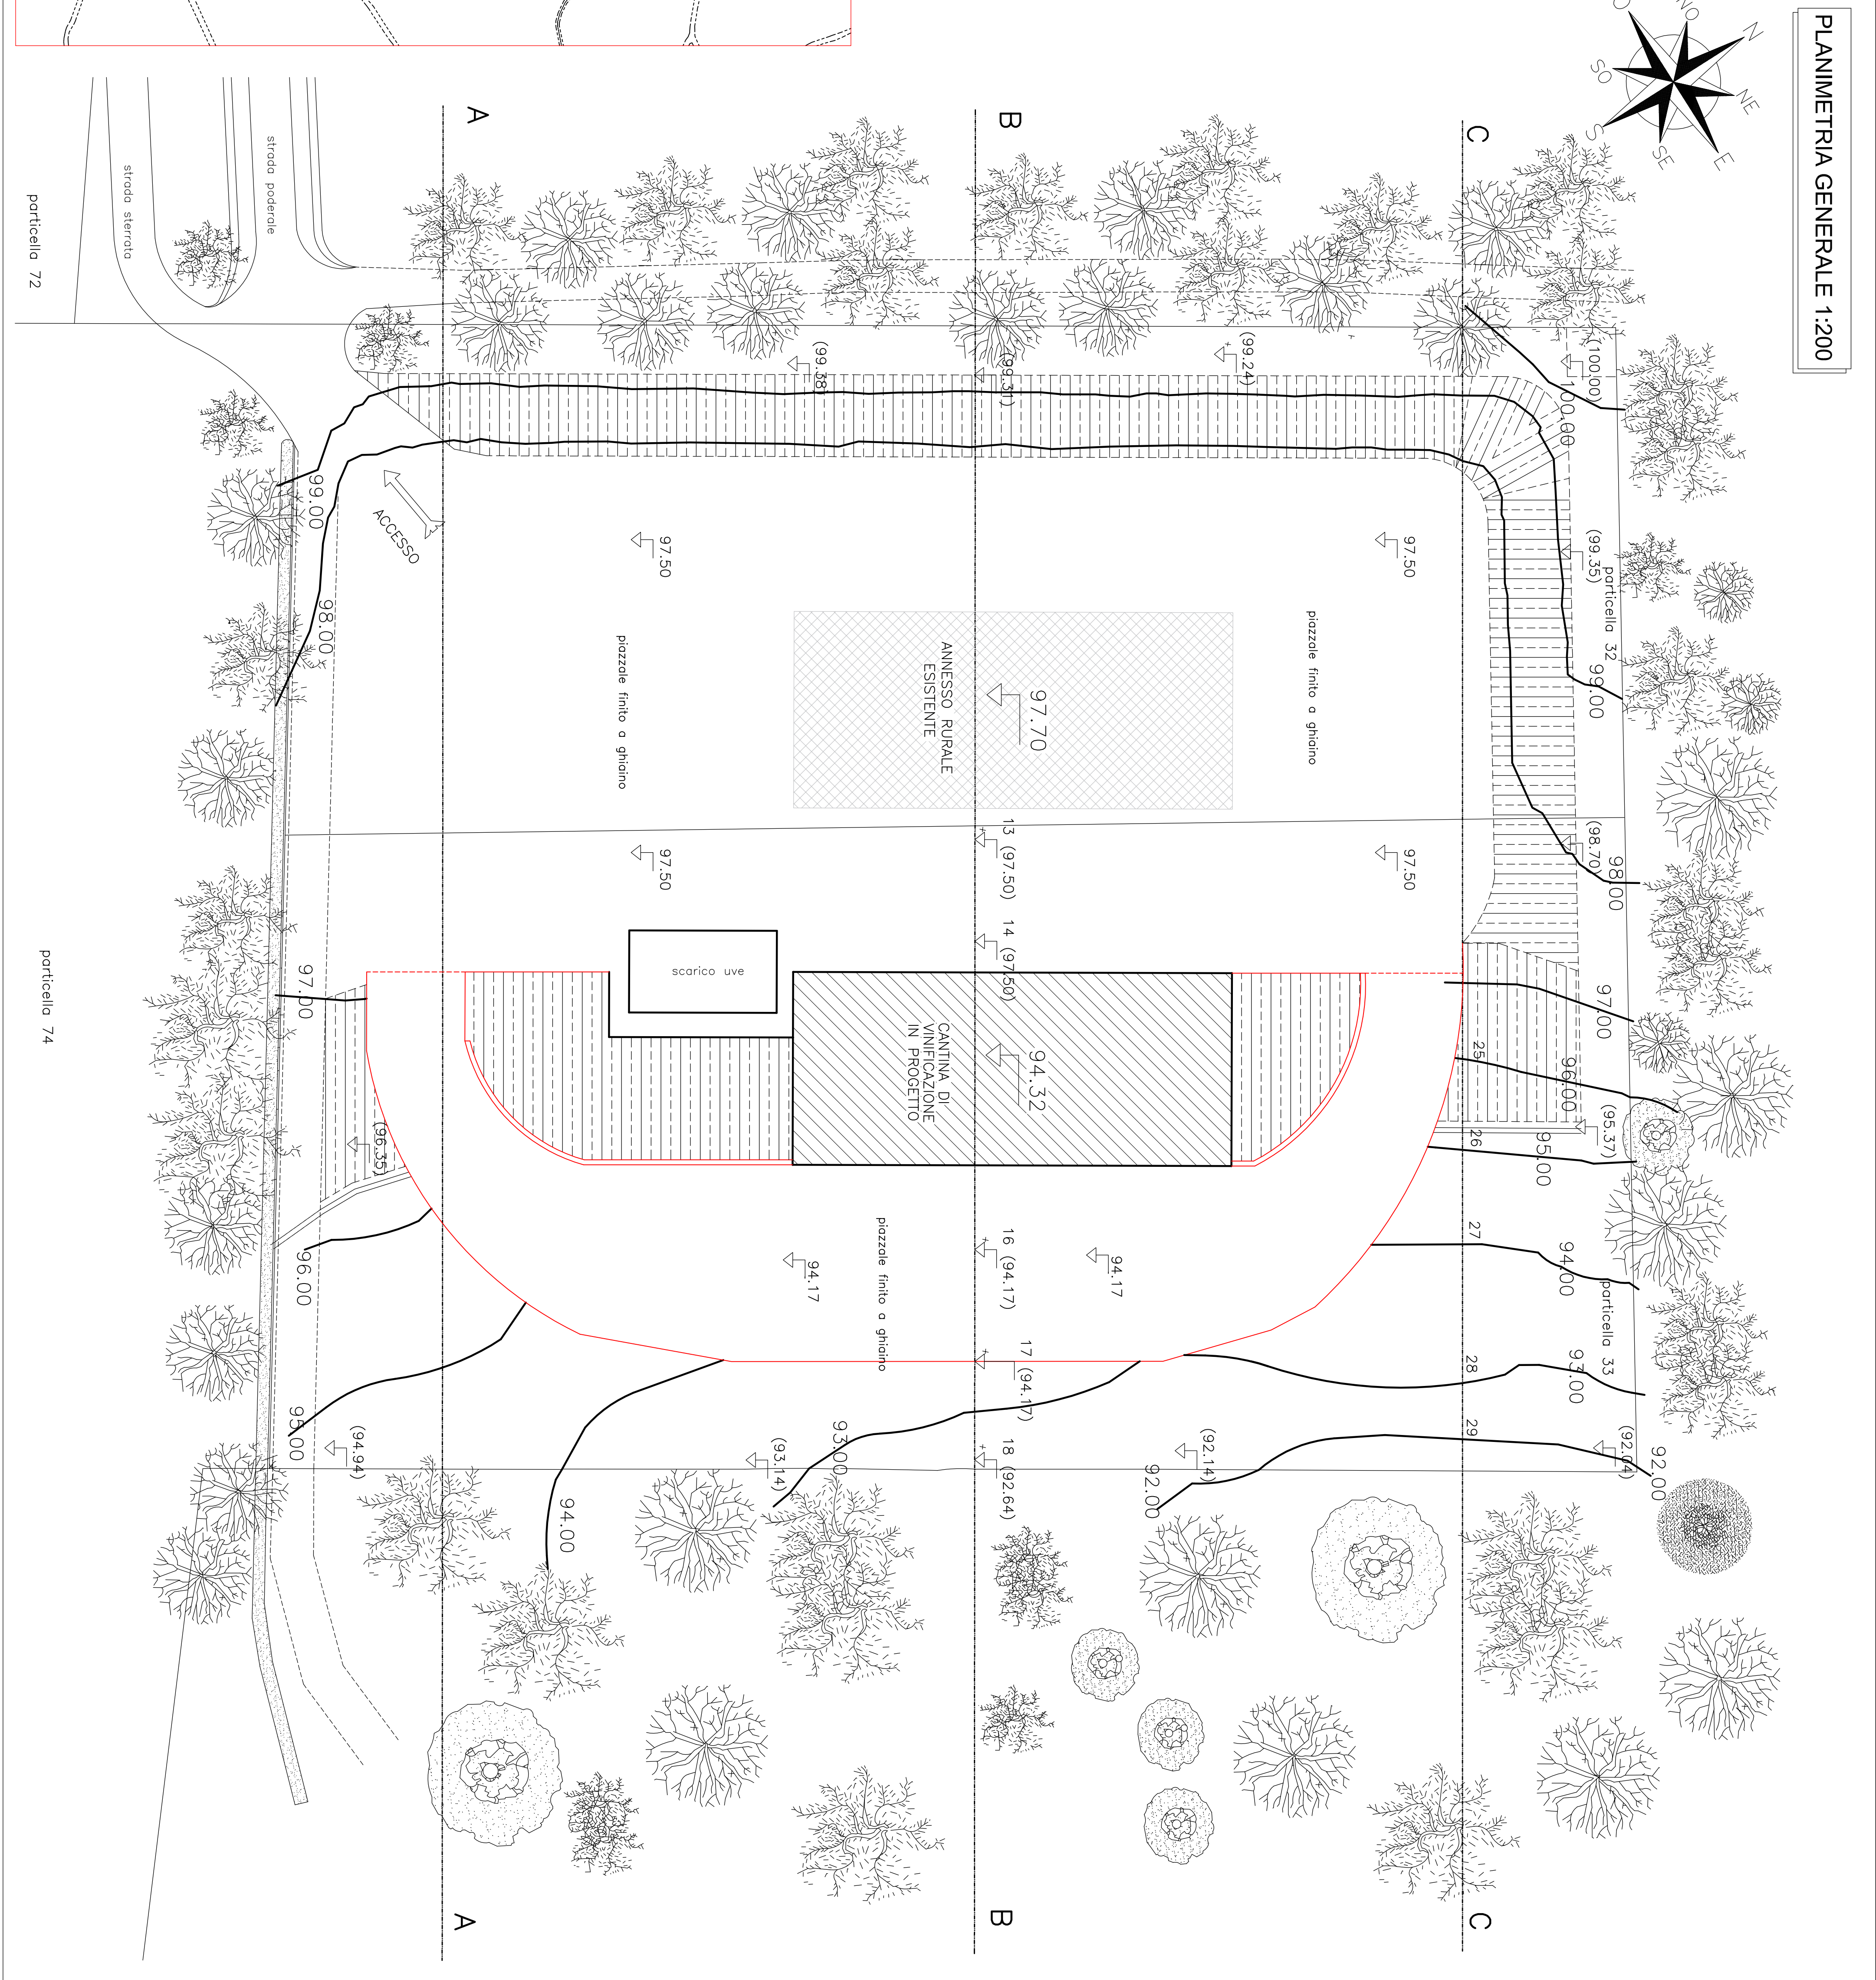 PLANIMETRIA GENERALE 1:200
N
NE
E
SE
S
SO
O
NO
C
B
A
strada poderale
strada sterrata
particella 72
(100.00)
100.00
(99.24)
(99.31)
(99.38)
99.00
ACCESSO
98.00
97.50
97.50
(99.35)
particella 32
99.00
piazzale finito a ghiaino
97.70
ANNESSO RURALE
ESISTENTE
piazzale finito a ghiaino
(98.70)
98.00
97.50
13 (97.50)
97.50
14 (97.50)
scarico uve
97.00
97.00
particella 74
25
96.00
94.32
CANTINA DI
VINIFICAZIONE
IN PROGETTO
(95.37)
26
95.00
(96.35)
27
94.00
particella 33
94.17
16 (94.17)
94.17
piazzale finito a ghiaino
96.00
28
93.00
17 (94.17)
29
(92.04)
92.00
(92.14)
92.00
18 (92.64)
93.00
(93.14)
94.00
(94.94)
95.00
C
B
A